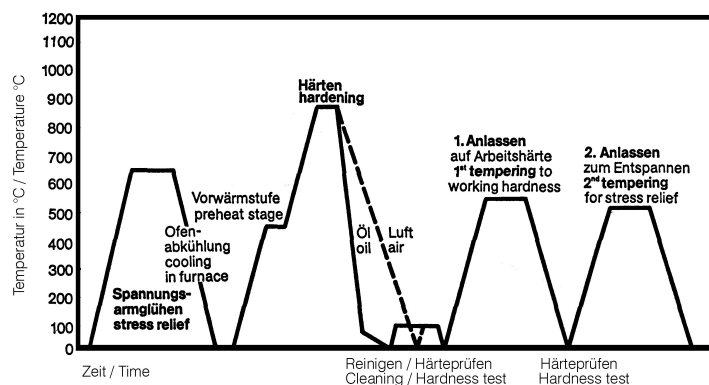 Temperatur in °C / Temperature °C
1200
1100
1000
900
800
700
600
500
400
300
200
100
0
Spannungs-
armglühen
stress relief
Ofen-
abkühlung
cooling
in furnace
Vorwärmstufe
preheat stage
Härten
hardening
Öl
oil
Luft
air
1. Anlassen
auf Arbeitshärte
1st tempering to
working hardness
2. Anlassen
zum Entspannen
2nd tempering
for stress relief
Zeit / Time
Reinigen / Härteprüfen
Cleaning / Hardness test
Härteprüfen
Hardness test